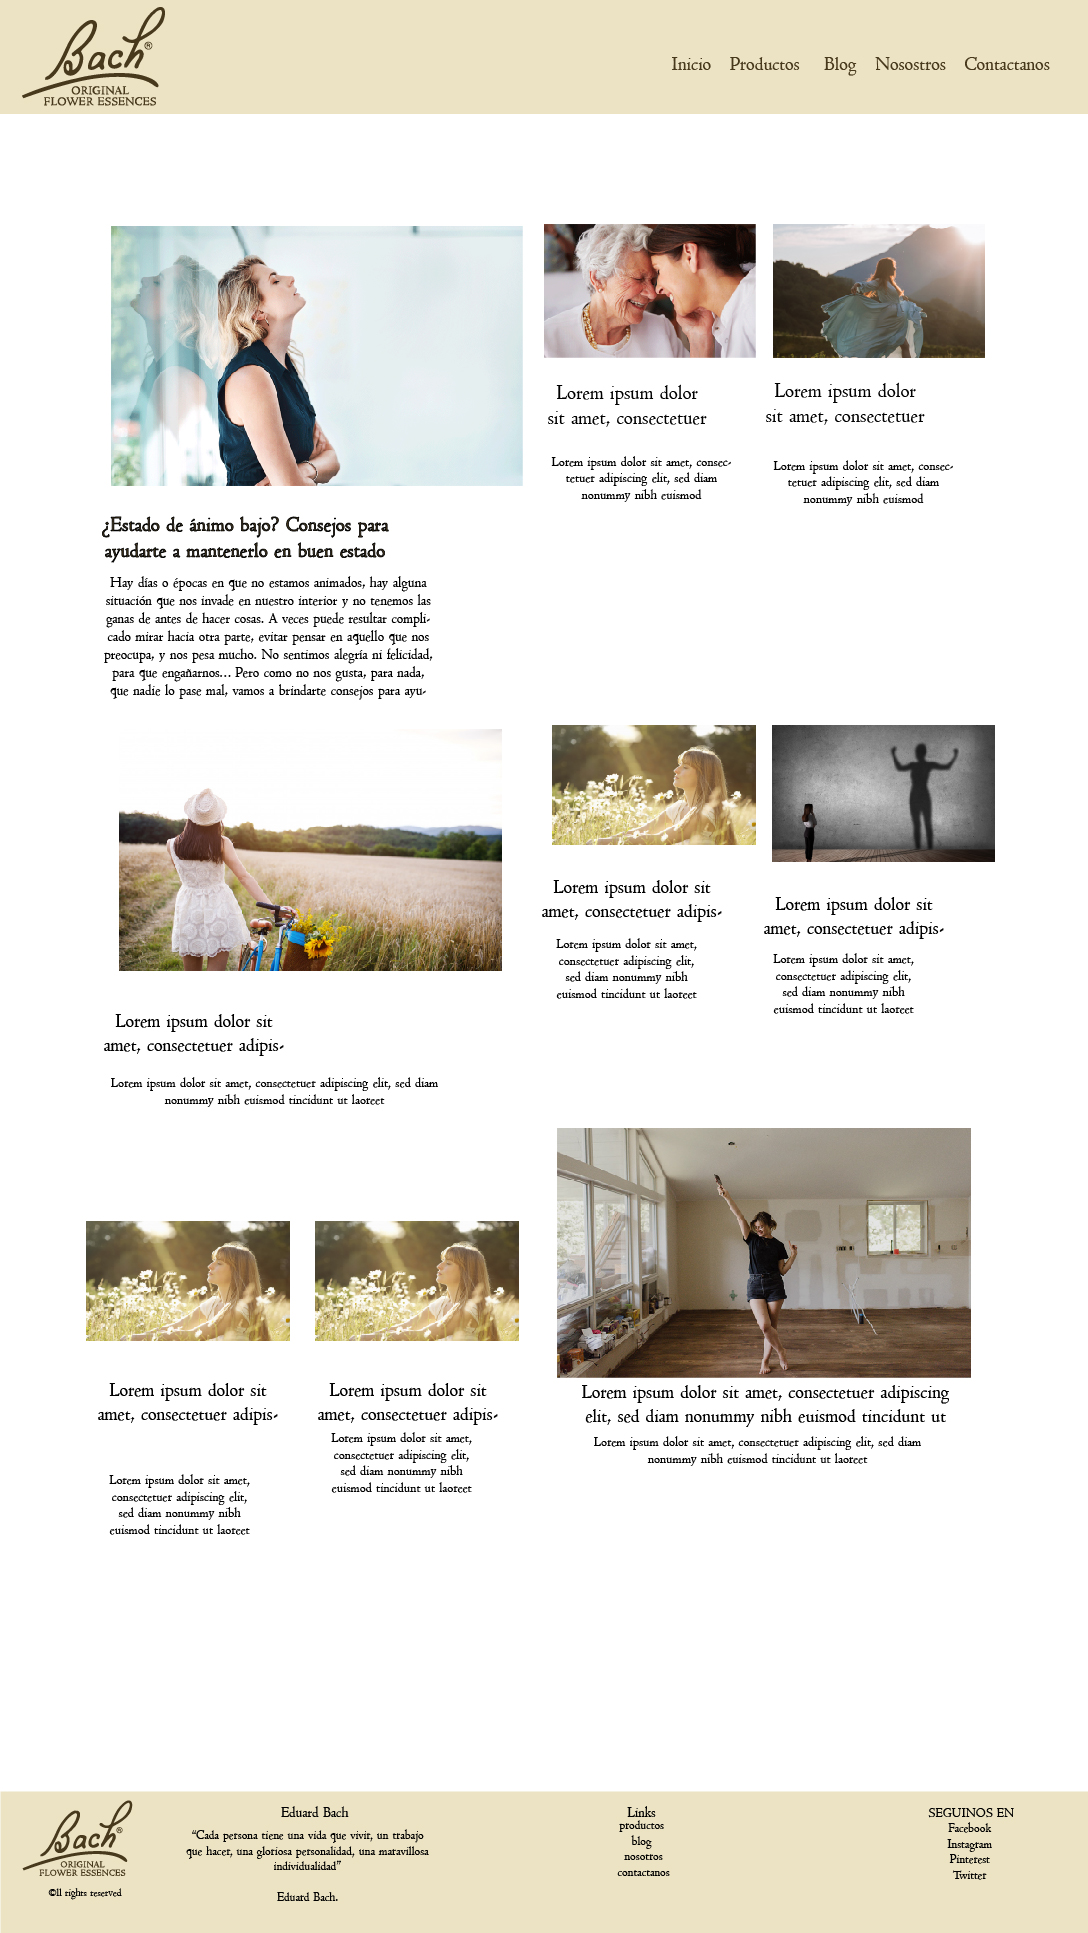 Bach®
ORIGINAL
FLOWER ESSENCES
Inicio Productos Blog Nosostros Contactanos
¿Estado de ánimo bajo? Consejos para
ayudarte a mantenerlo en buen estado
Hay días o épocas en que no estamos animados, hay alguna
situación que nos invade en nuestro interior y no tenemos las
ganas de antes de hacer cosas. A veces puede resultar compli-
cado mirar hacia otra parte, evitar pensar en aquello que nos
preocupa, y nos pesa mucho. No sentimos alegría ni felicidad,
para que engañarnos... Pero como no nos gusta, para nada,
que nadie lo pase mal, vamos a brindarte consejos para ayu-
Lorem ipsum dolor
sit amet, consectetuer
Lorem ipsum dolor sit amet, consec-
tetuer adipiscing elit, sed diam
nonummy nibh euismod
Lorem ipsum dolor
sit amet, consectetuer
Lorem ipsum dolor sit amet, consec-
tetuer adipiscing elit, sed diam
nonummy nibh euismod
Lorem ipsum dolor sit
amet, consectetuer adipis-
Lorem ipsum dolor sit amet, consectetuer adipiscing elit, sed diam
nonummy nibh euismod tincidunt ut laoreet
Lorem ipsum dolor sit
amet, consectetuer adipis-
Lorem ipsum dolor sit amet,
consectetuer adipiscing elit,
sed diam nonummy nibh
euismod tincidunt ut laoreet
Lorem ipsum dolor sit
amet, consectetuer adipis-
Lorem ipsum dolor sit amet,
consectetuer adipiscing elit,
sed diam nonummy nibh
euismod tincidunt ut laoreet
Lorem ipsum dolor sit
amet, consectetuer adipis-
Lorem ipsum dolor sit amet,
consectetuer adipiscing elit,
sed diam nonummy nibh
euismod tincidunt ut laoreet
Lorem ipsum dolor sit
amet, consectetuer adipis-
Lorem ipsum dolor sit amet,
consectetuer adipiscing elit,
sed diam nonummy nibh
euismod tincidunt ut laoreet
Lorem ipsum dolor sit amet, consectetuer adipiscing
elit, sed diam nonummy nibh euismod tincidunt ut
Lorem ipsum dolor sit amet, consectetuer adipiscing elit, sed diam
nonummy nibh euismod tincidunt ut laoreet
Bach®
ORIGINAL
FLOWER ESSENCES
©ll rights reserved
Eduard Bach
“Cada persona tiene una vida que vivir, un trabajo
que hacer, una gloriosa personalidad, una maravillosa
individualidad”
Eduard Bach.
Links
productos
blog
nosotros
contactanos
SEGUINOS EN
Facebook
Instagram
Pinterest
Twitter